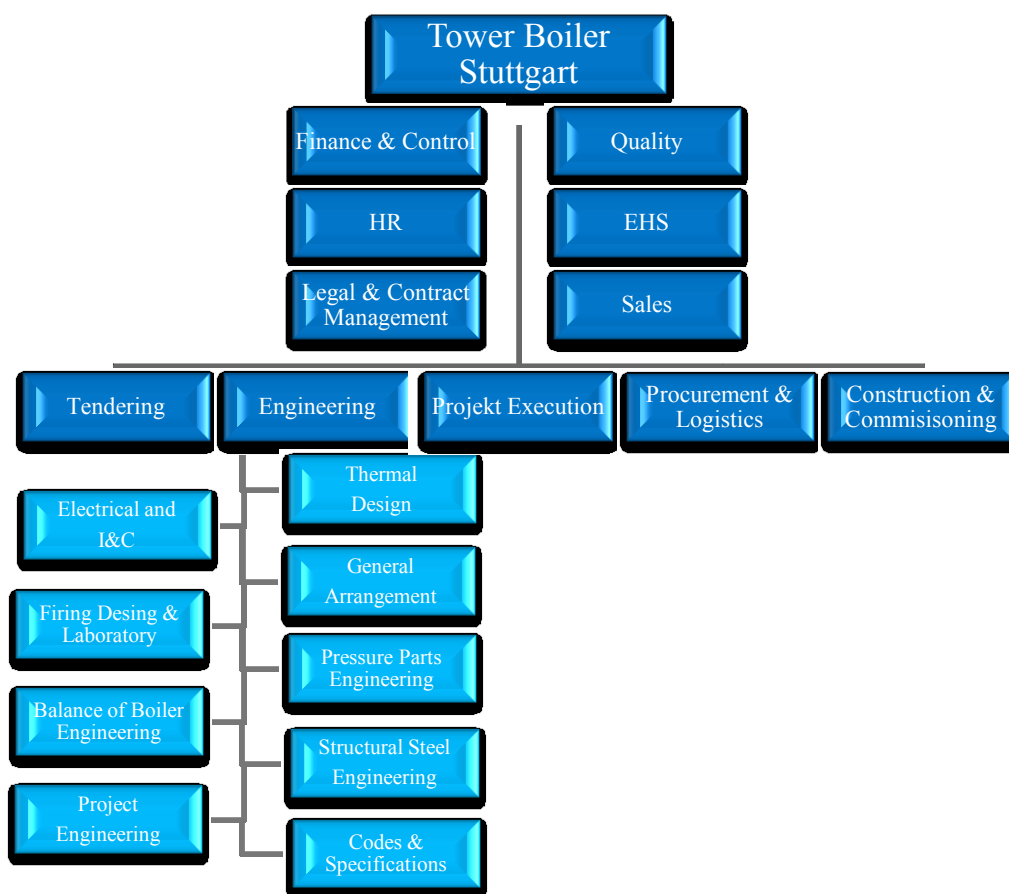 Tower Boiler
Stuttgart
Finance & Control
Quality
HR
EHS
Legal & Contract
Management
Sales
Tendering
Engineering
Projekt Execution
Procurement &
Logistics
Construction &
Commisisoning
Thermal
Design
Electrical and
I&C
General
Arrangement
Firing Desing &
Laboratory
Pressure Parts
Engineering
Balance of Boiler
Engineering
Structural Steel
Engineering
Project
Engineering
Codes &
Specifications